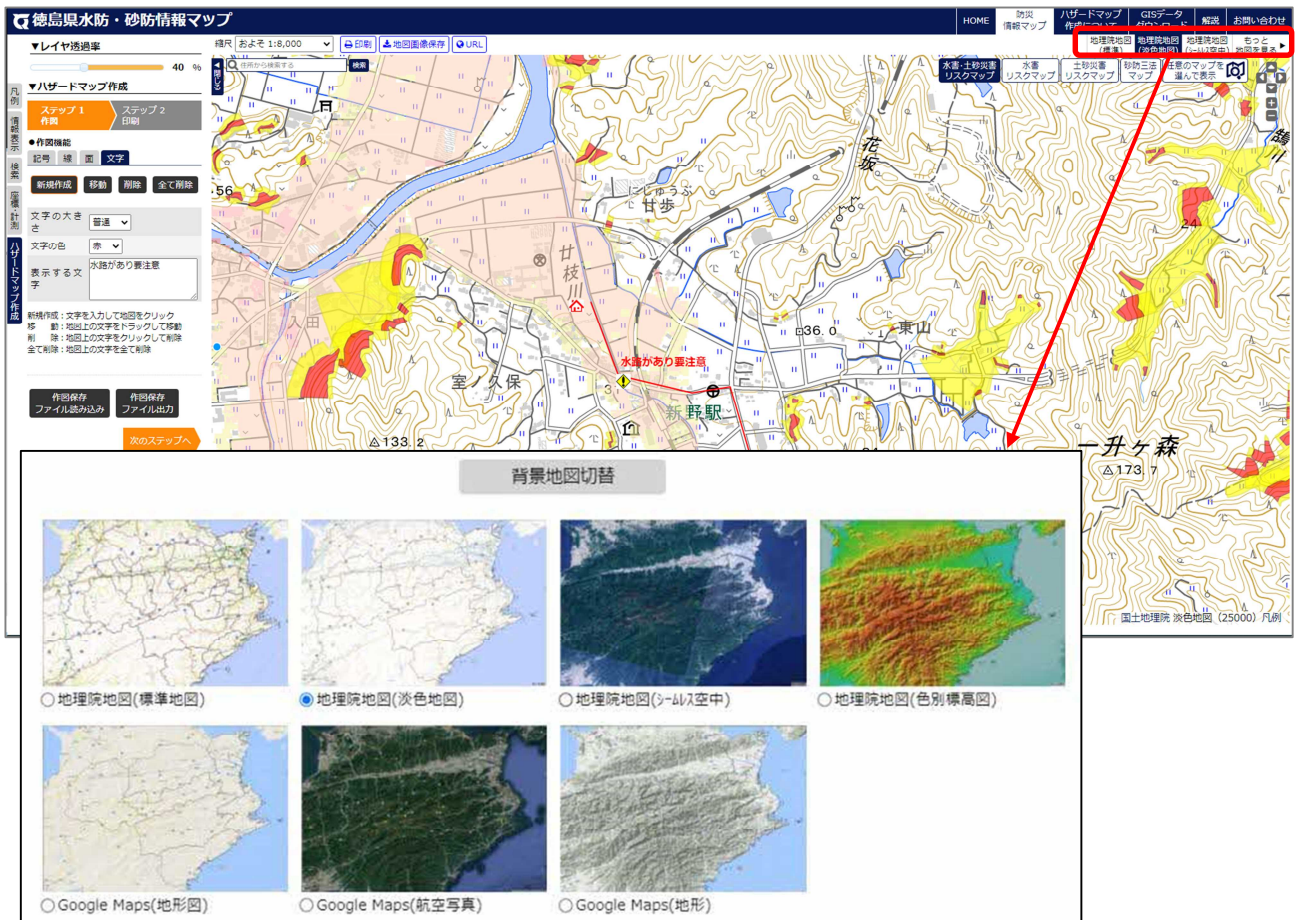 徳島県水防・砂防情報マップ
HOME
防災
情報マップ
ハザードマップ
作成について
GISデータ
ダウンロード
解説
お問い合わせ
▼レイヤ透過率
40 %
縮尺 およそ 1:8,000
印刷
地図画像保存
URL
地理院地図
(標準)
地理院地図
(淡色地図)
地理院地図
(シームレス空中)
もっと
地図を見る ▶
閉じる
住所から検索する
検索
水害・土砂災害
リスクマップ
水害
リスクマップ
土砂災害
リスクマップ
砂防三法
マップ
任意のマップを
選んで表示
凡例
情報表示
検索
座標・計測
ハザードマップ作成
▼ハザードマップ作成
ステップ 1
作図
ステップ 2
印刷
●作図機能
記号
線
面
文字
新規作成
移動
削除
全て削除
文字の大き
さ
普通
文字の色
赤
表示する文
字
水路があり要注意
新規作成：文字を入力して地図をクリック
移　　動：地図上の文字をドラッグして移動
削　　除：地図上の文字をクリックして削除
全て削除：地図上の文字を全て削除
作図保存
ファイル読み込み
作図保存
ファイル出力
次のステップへ
56
花坂
鵠川
にじゅうぶ
廿歩
廿枝川
24
入田
36.0
東山
水路があり要注意
室ノ久保
3
新野駅
133.2
一升ヶ森
173.7
国土地理院 淡色地図（25000）凡例
背景地図切替
地理院地図(標準地図)
地理院地図(淡色地図)
地理院地図(シームレス空中)
地理院地図(色別標高図)
Google Maps(地形図)
Google Maps(航空写真)
Google Maps(地形)